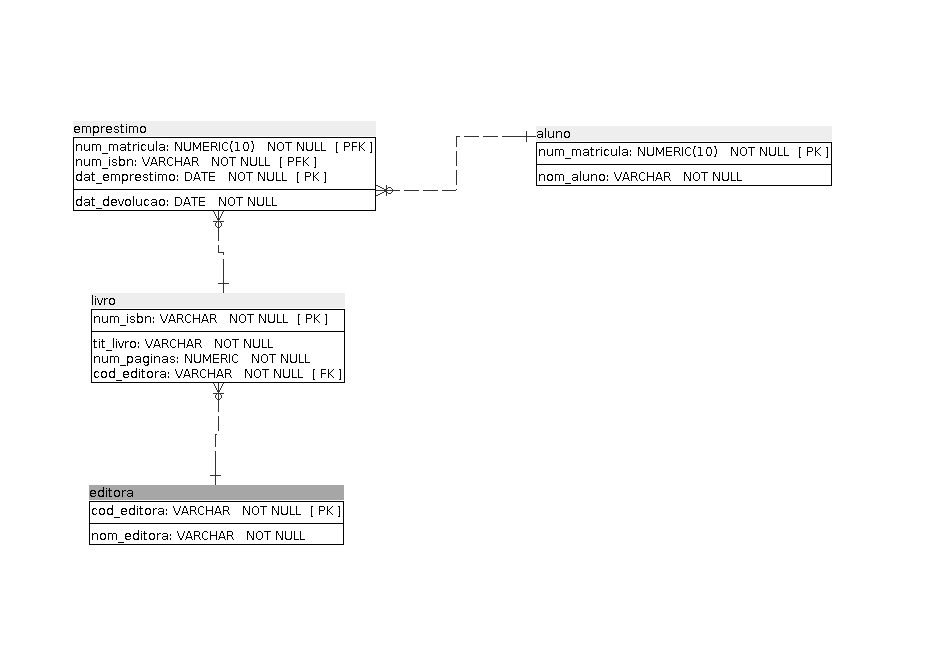 emprestimo
num_matricula: NUMERIC(10) NOT NULL [ PFK ]
num_isbn: VARCHAR NOT NULL [ PFK ]
dat_emprestimo: DATE NOT NULL [ PK ]
dat_devolucao: DATE NOT NULL
aluno
num_matricula: NUMERIC(10) NOT NULL [ PK ]
nom_aluno: VARCHAR NOT NULL
livro
num_isbn: VARCHAR NOT NULL [ PK ]
tit_livro: VARCHAR NOT NULL
num_paginas: NUMERIC NOT NULL
cod_editora: VARCHAR NOT NULL [ FK ]
editora
cod_editora: VARCHAR NOT NULL [ PK ]
nom_editora: VARCHAR NOT NULL